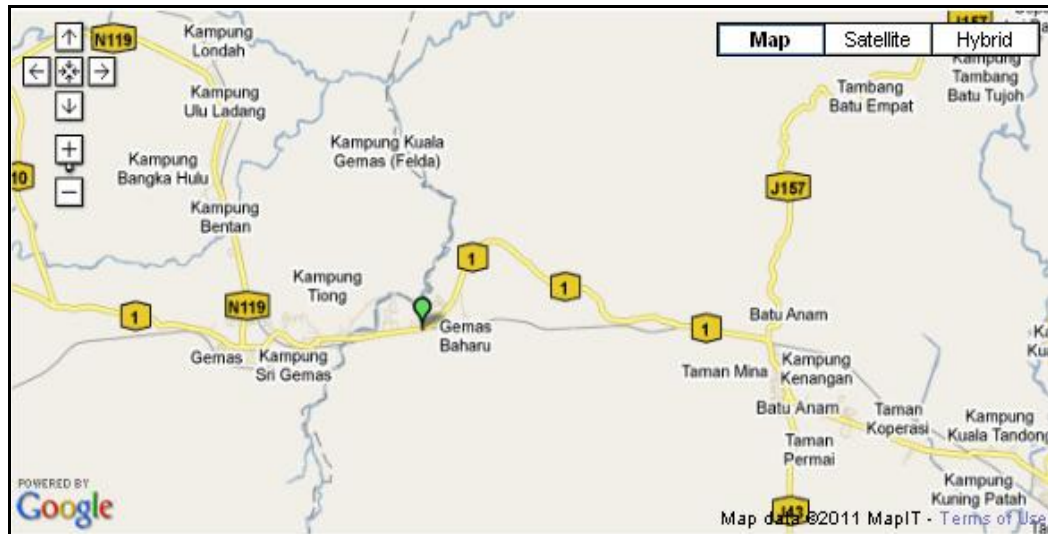 N119
Kampung
Londah
Map
Satellite
Hybrid
J157
Kampung
Tambang
Batu Tujoh
Kampung
Ulu Ladang
Tambang
Batu Empat
Kampung Kuala
Gemas (Felda)
Kampung
Bangka Hulu
10
J157
Kampung
Bentan
1
Kampung
Tiong
1
N119
1
Gemas
Baharu
1
Batu Anam
Gemas
Kampung
Sri Gemas
Taman Mina
Kampung
Kenangan
Batu Anam
Taman
Koperasi
Kampung
Kuala Tandong
Taman
Permai
Kampung
Kuning Patah
POWERED BY
Google
J43
Map data ©2011 MapIT - Terms of Use